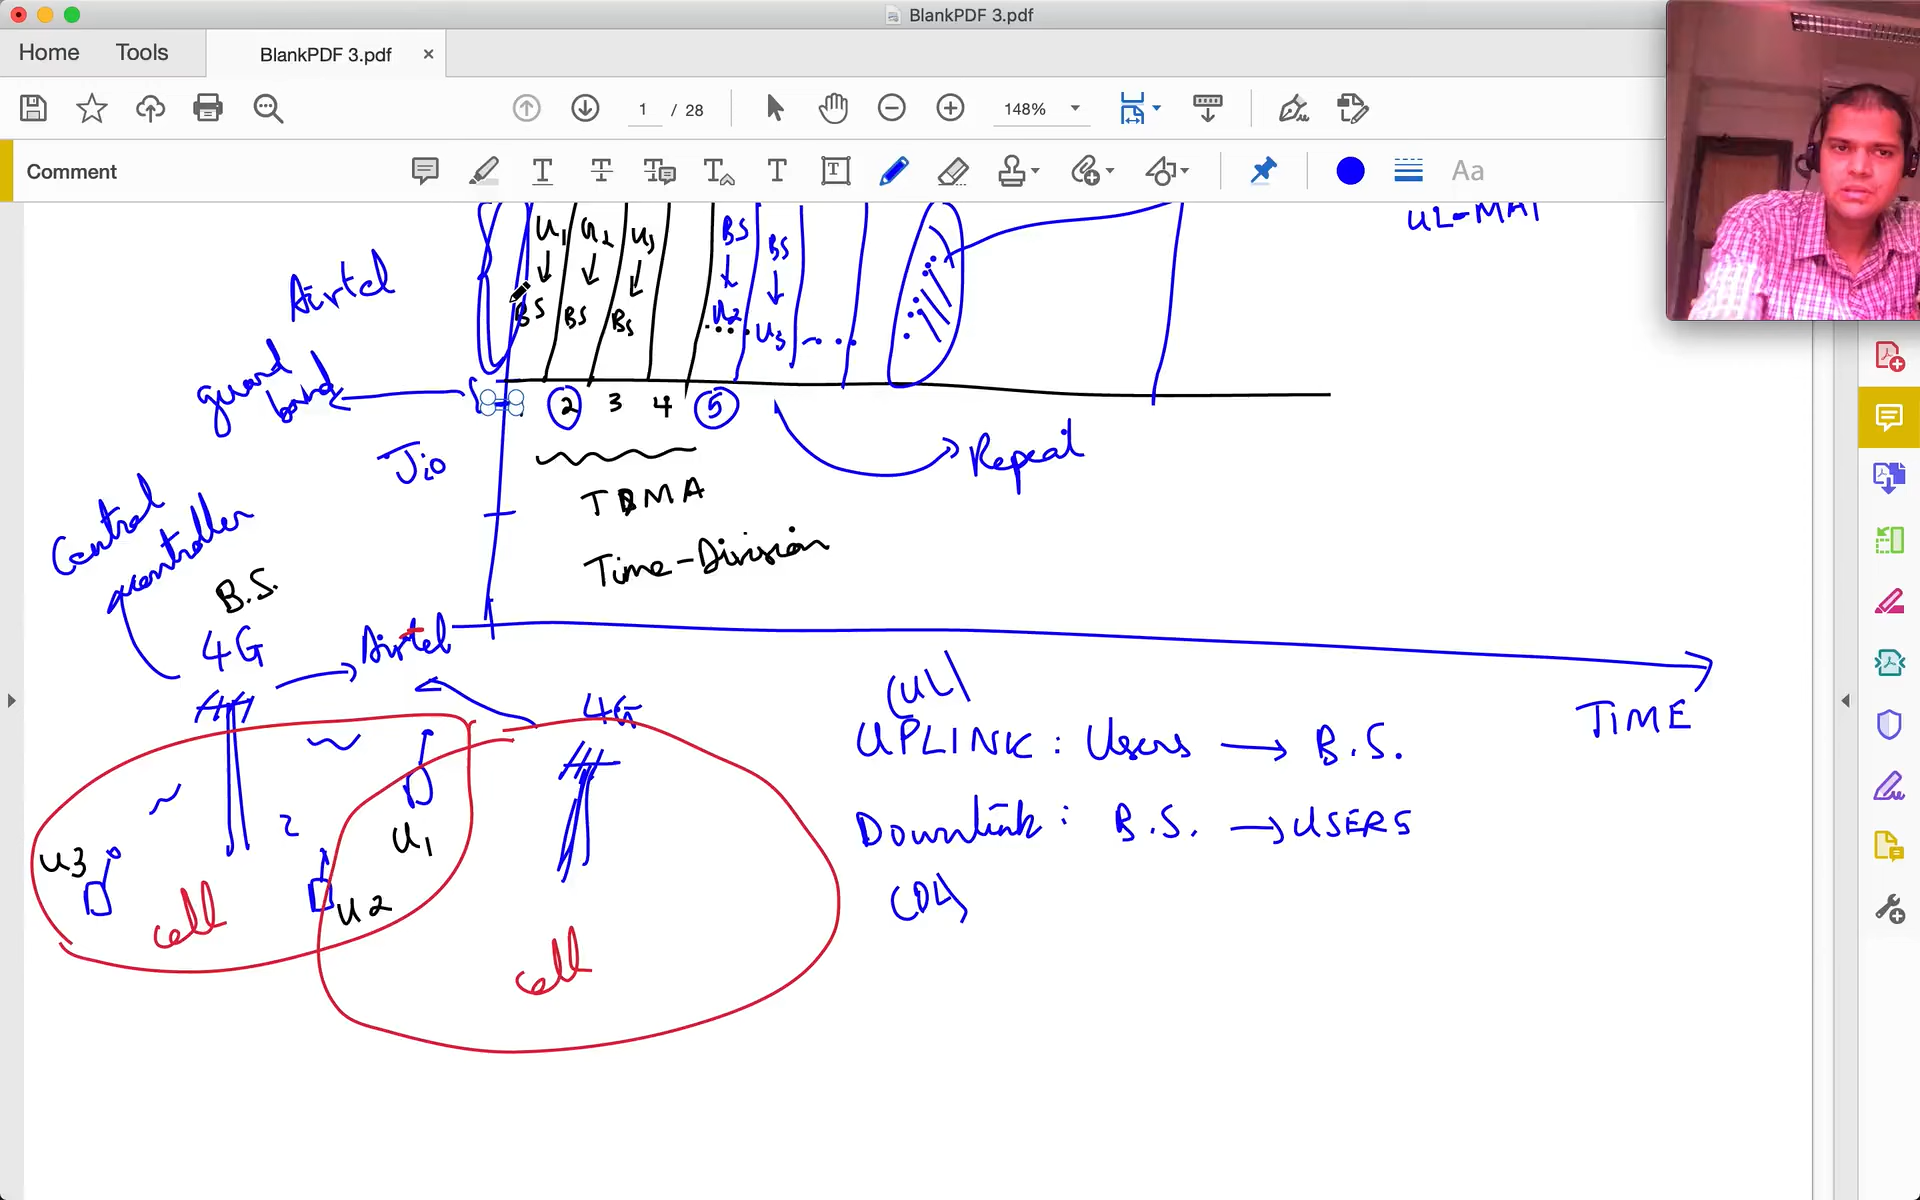 BlankPDF 3.pdf
Home Tools BlankPDF 3.pdf ×
1 / 28 148%
Comment Aa
UL-MAP
U1 U2 U3 BS BS
BS BS BS U2 U3
Airtel
guard band
2 3 4 5
Jio
Repeat
TDMA
Time-Division
Central controller
B.S.
4G
Airtel
4G
(UL)
TIME
UPLINK : Users → B.S.
Downlink : B.S. → USERS
(DL)
U1
U3
U2
cell
cell